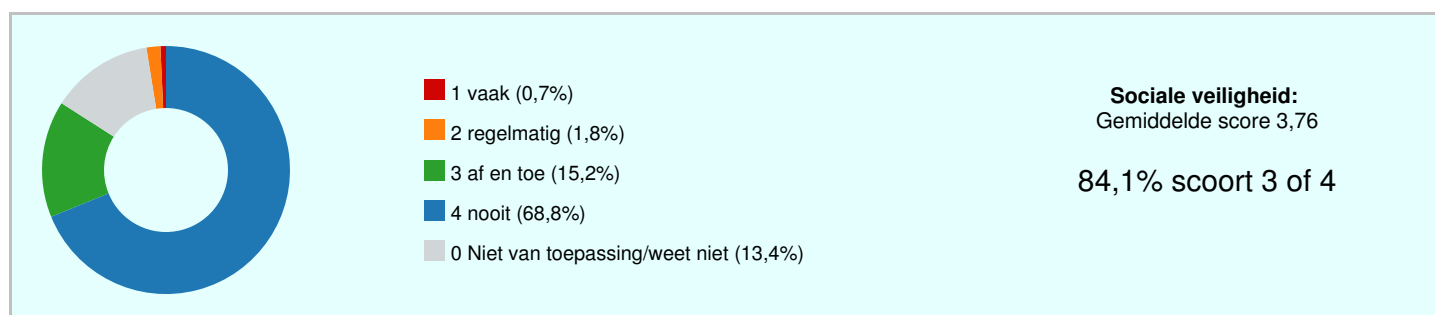 1 vaak (0,7%)
2 regelmatig (1,8%)
3 af en toe (15,2%)
4 nooit (68,8%)
0 Niet van toepassing/weet niet (13,4%)
Sociale veiligheid:
Gemiddelde score 3,76
84,1% scoort 3 of 4